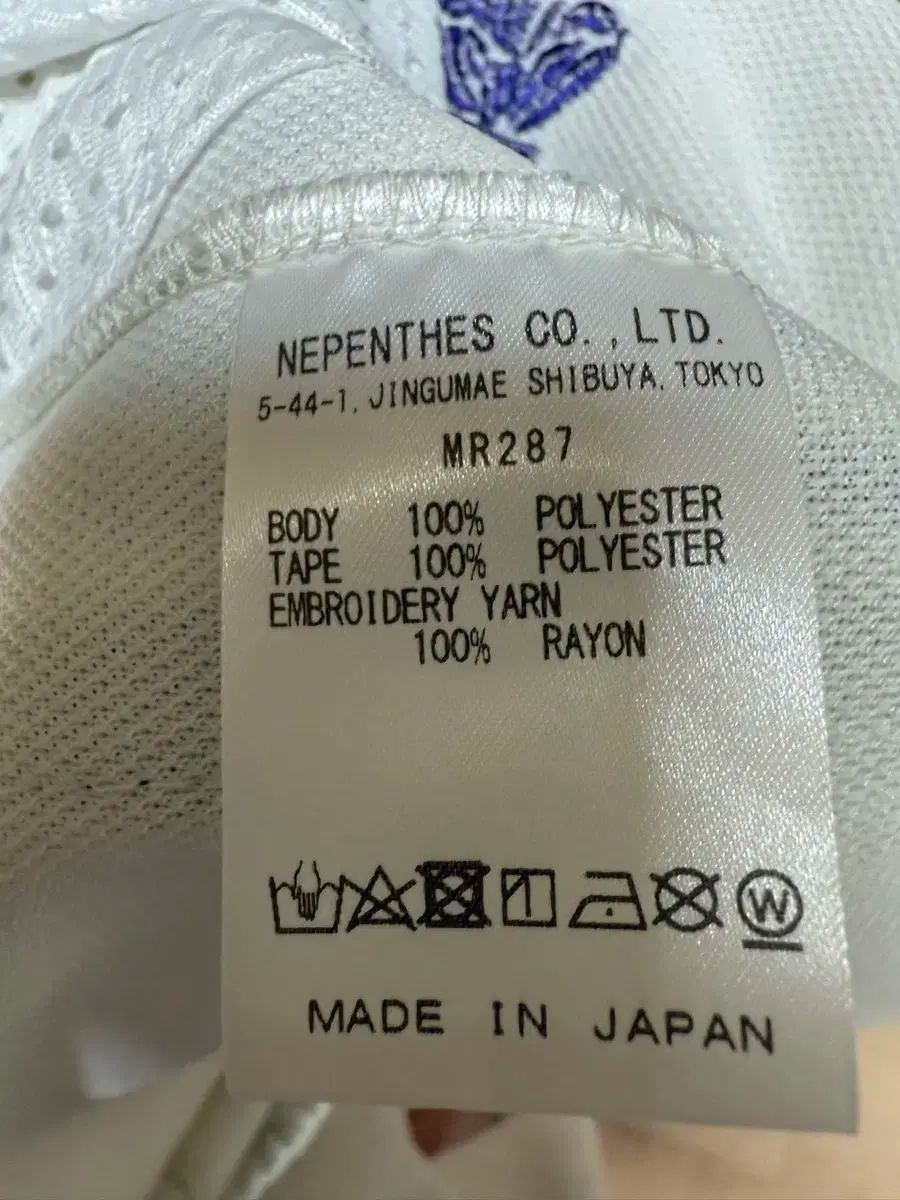 NEPENTHES CO., LTD.
5-44-1, JINGUMAE SHIBUYA, TOKYO
MR287
BODY 100% POLYESTER
TAPE 100% POLYESTER
EMBROIDERY YARN
100% RAYON
W
MADE IN JAPAN